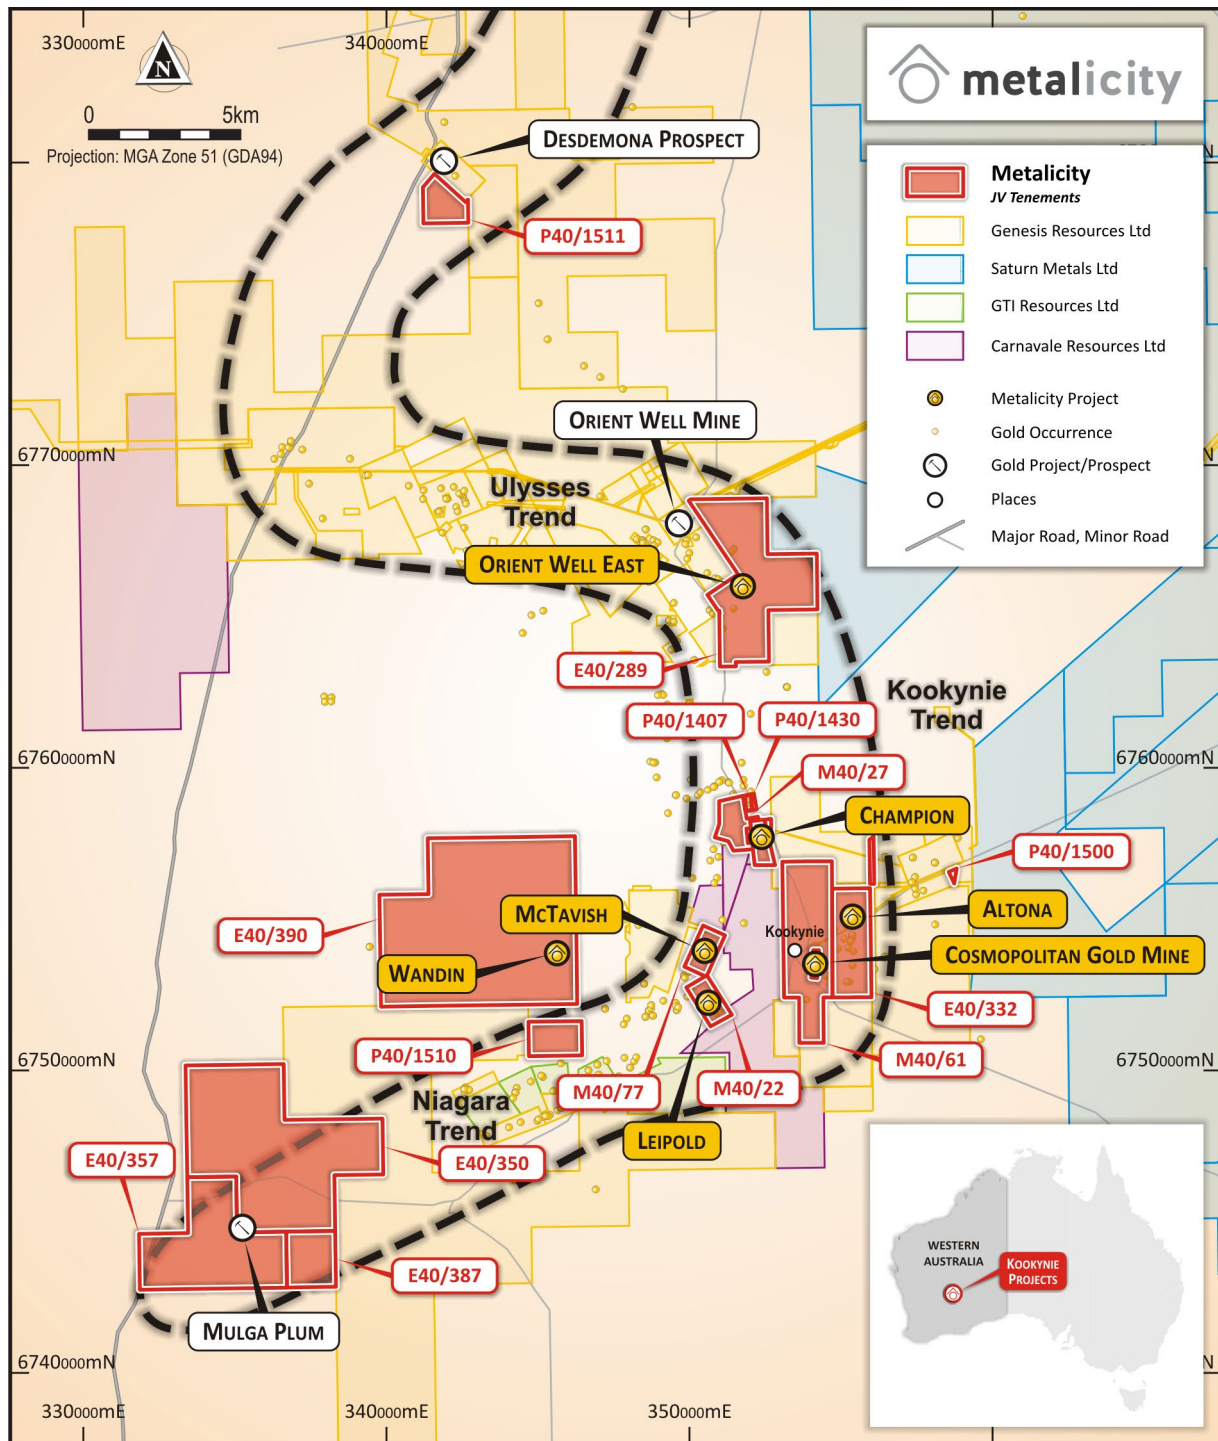 330000mE
340000mE
N
0
5km
Projection: MGA Zone 51 (GDA94)
metalicity
Metalicity
JV Tenements
Genesis Resources Ltd
Saturn Metals Ltd
GTI Resources Ltd
Carnavale Resources Ltd
Metalicity Project
Gold Occurrence
Gold Project/Prospect
Places
Major Road, Minor Road
DESDEMONA PROSPECT
P40/1511
ORIENT WELL MINE
6770000mN
N
Ulysses
Trend
ORIENT WELL EAST
E40/289
Kookynie
Trend
P40/1407
P40/1430
M40/27
6760000mN
6760000mN
CHAMPION
P40/1500
MCTAVISH
ALTONA
E40/390
Kookynie
WANDIN
COSMOPOLITAN GOLD MINE
E40/332
P40/1510
M40/61
6750000mN
6750000mN
M40/77
M40/22
Niagara
Trend
LEIPOLD
E40/357
E40/350
E40/387
MULGA PLUM
WESTERN
AUSTRALIA
KOOKYNIE
PROJECTS
6740000mN
N
330000mE
340000mE
350000mE